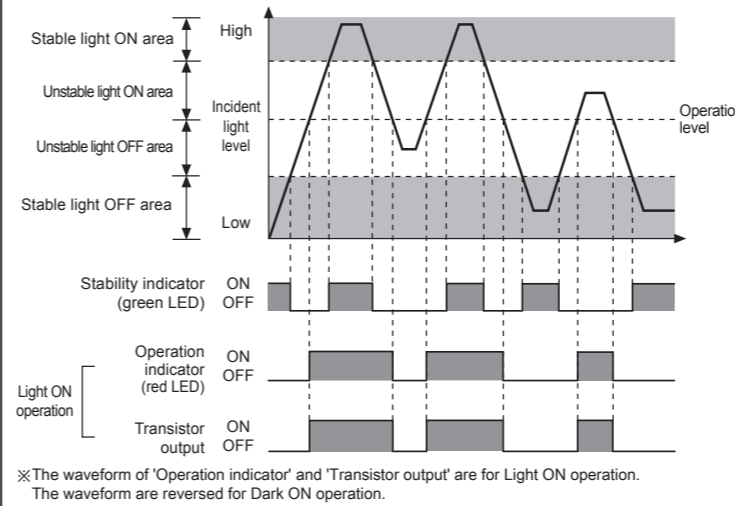 Stable light ON area
High
Unstable light ON area
Incident
light
level
Operatio
level
Unstable light OFF area
Stable light OFF area
Low
Stability indicator
(green LED)
ON
OFF
Light ON
operation
Operation
indicator
(red LED)
ON
OFF
Transistor
output
ON
OFF
※The waveform of 'Operation indicator' and 'Transistor output' are for Light ON operation.
The waveform are reversed for Dark ON operation.